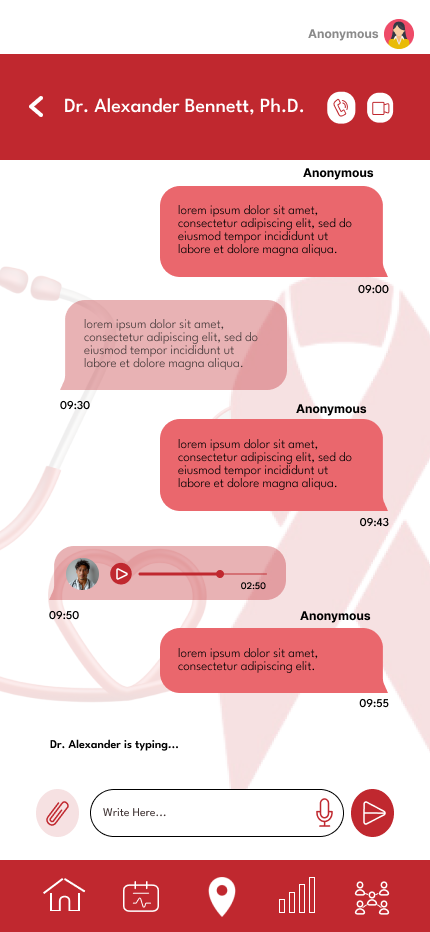 Anonymous
Dr. Alexander Bennett, Ph.D.
Anonymous
lorem ipsum dolor sit amet,
consectetur adipiscing elit, sed do
eiusmod tempor incididunt ut
labore et dolore magna aliqua.
09:00
lorem ipsum dolor sit amet,
consectetur adipiscing elit, sed do
eiusmod tempor incididunt ut
labore et dolore magna aliqua.
09:30
Anonymous
lorem ipsum dolor sit amet,
consectetur adipiscing elit, sed do
eiusmod tempor incididunt ut
labore et dolore magna aliqua.
09:43
02:50
09:50
Anonymous
lorem ipsum dolor sit amet,
consectetur adipiscing elit.
09:55
Dr. Alexander is typing...
Write Here...